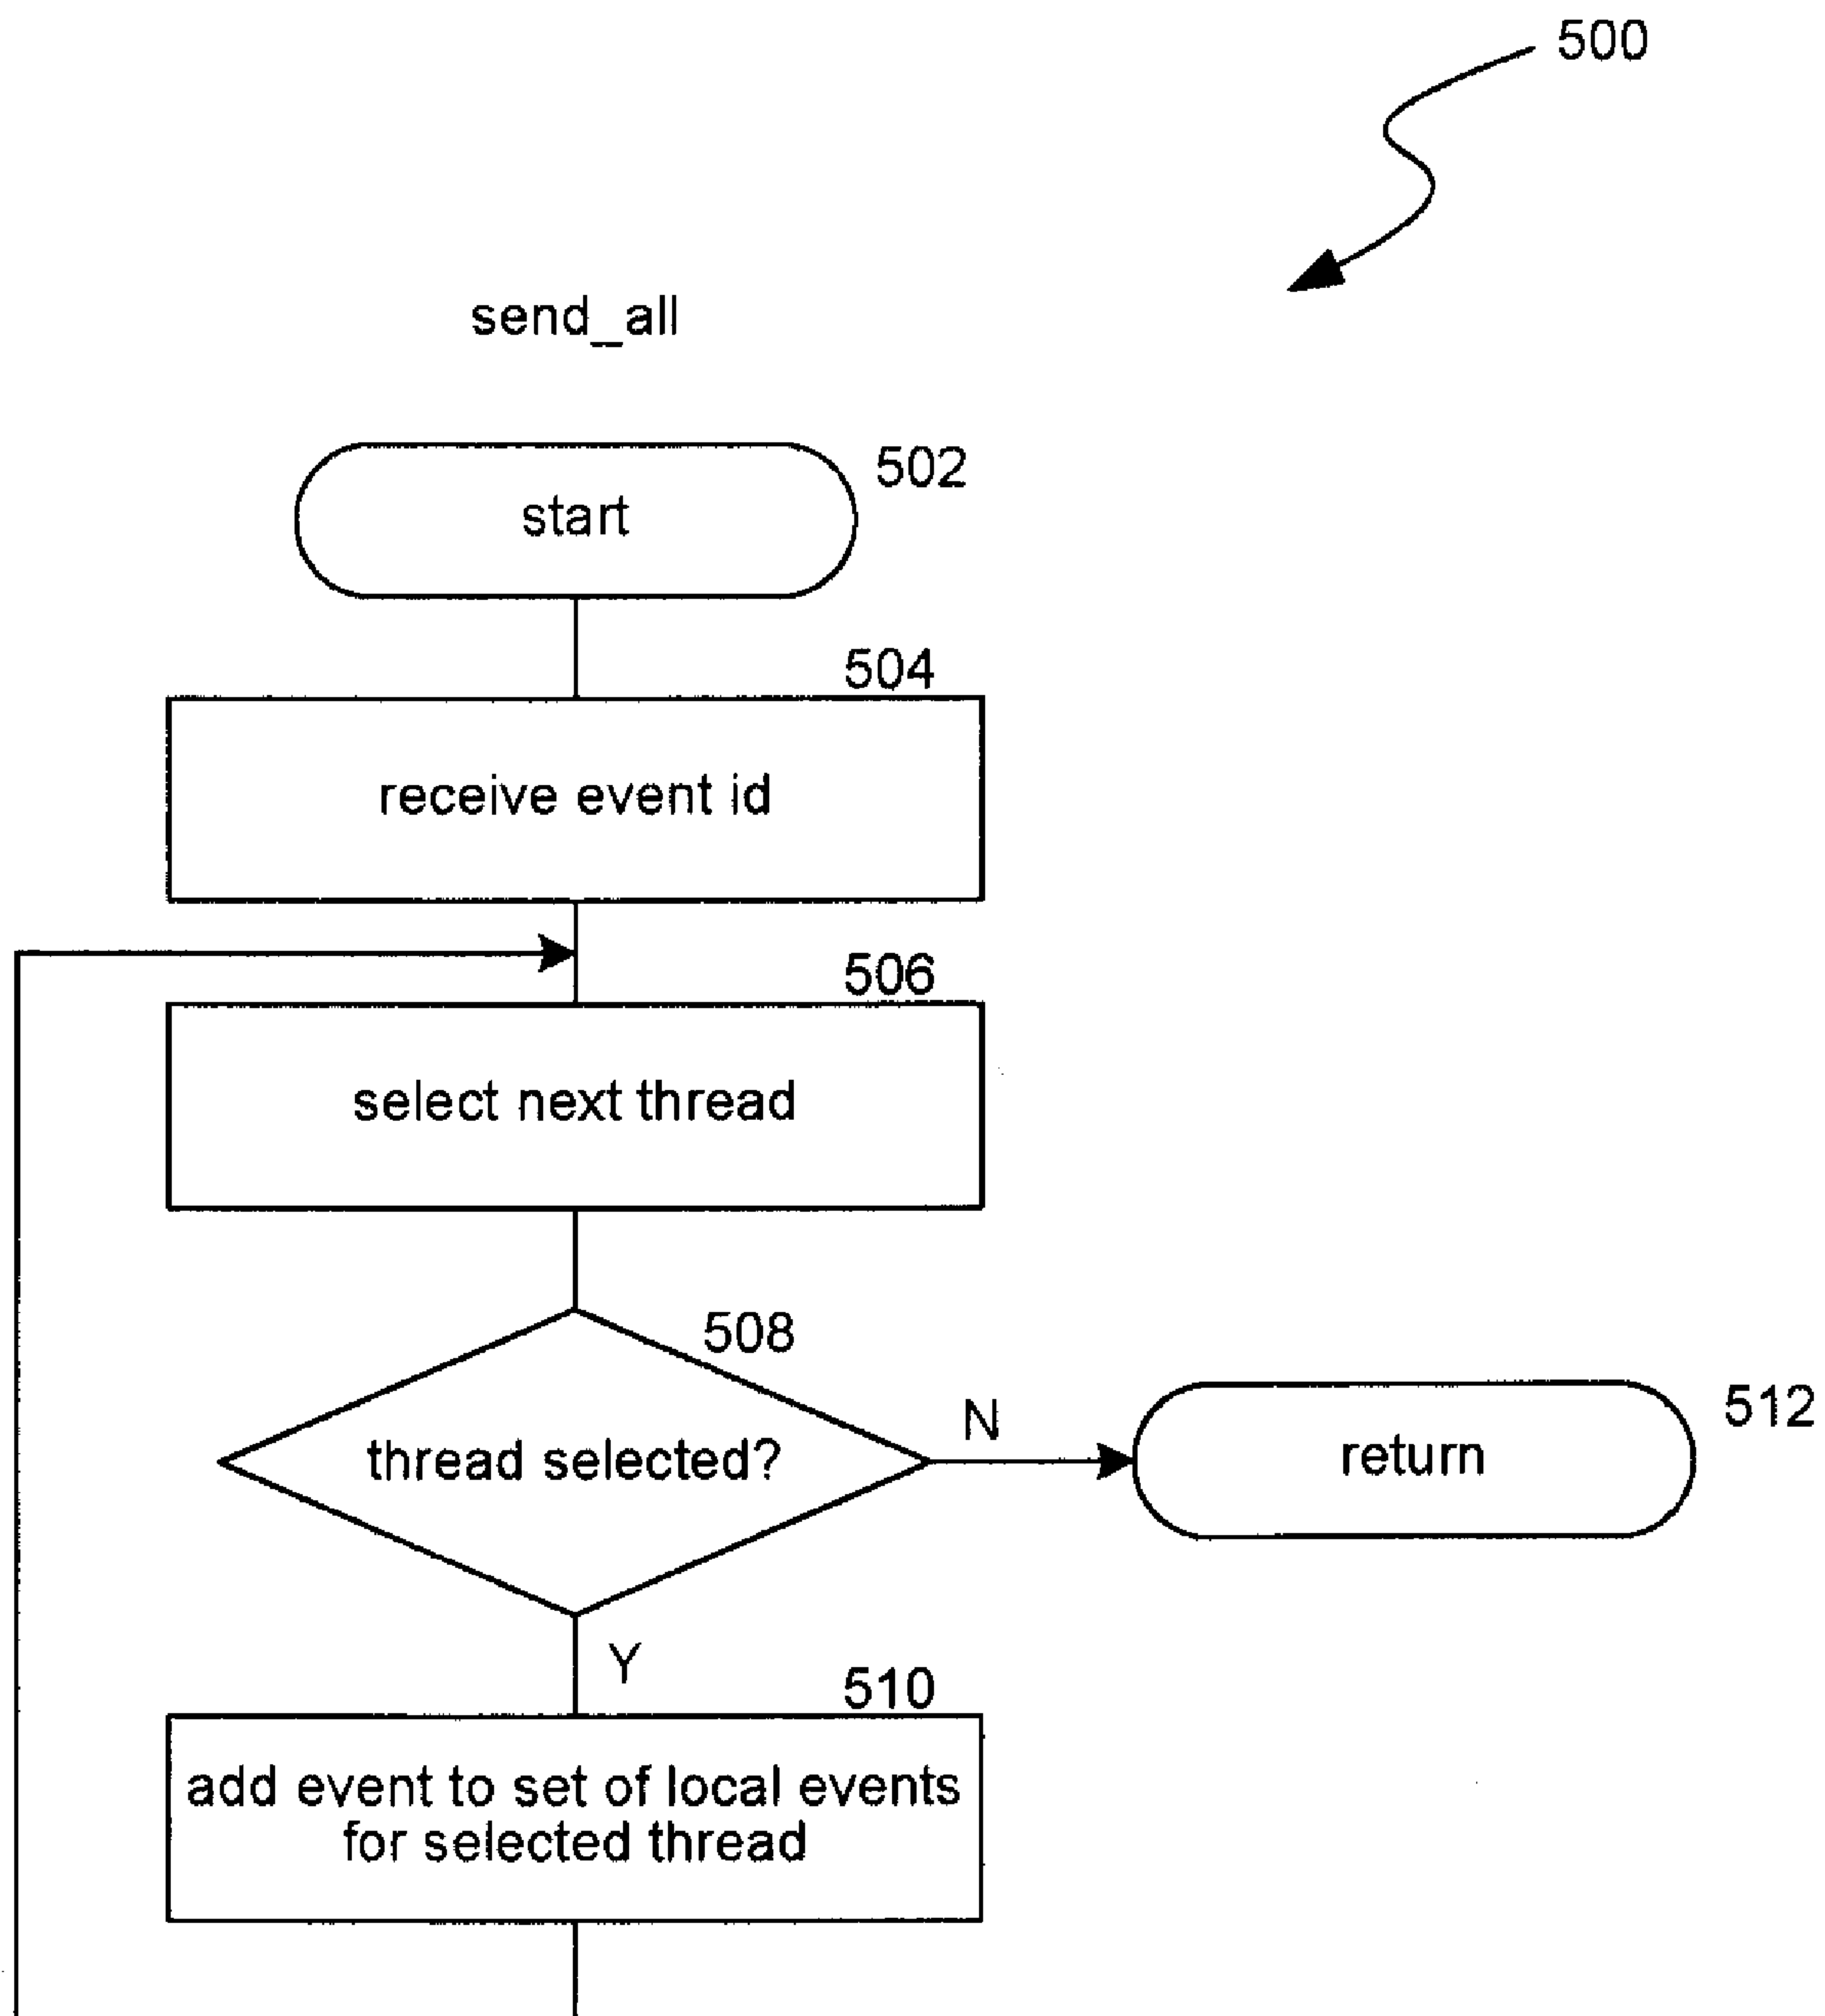 500
send_all
502
start
504
receive event id
506
select next thread
508
thread selected?
N
512
return
Y
510
add event to set of local events
for selected thread